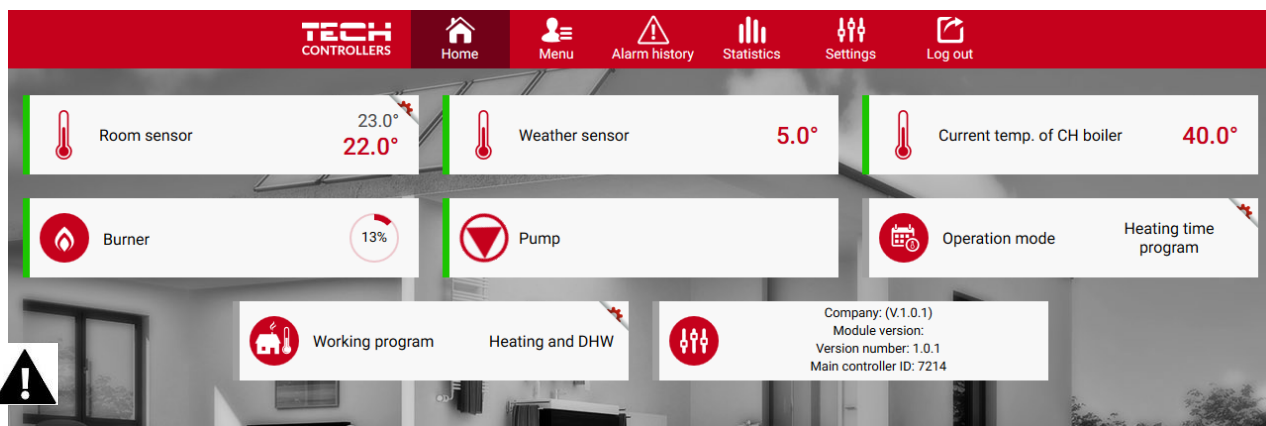 TECH
CONTROLLERS
Home
Menu
Alarm history
Statistics
Settings
Log out
Room sensor
23.0°
22.0°
Weather sensor
5.0°
Current temp. of CH boiler
40.0°
Burner
13%
Pump
Operation mode
Heating time
program
Working program
Heating and DHW
Company: (V.1.0.1)
Module version:
Version number: 1.0.1
Main controller ID: 7214